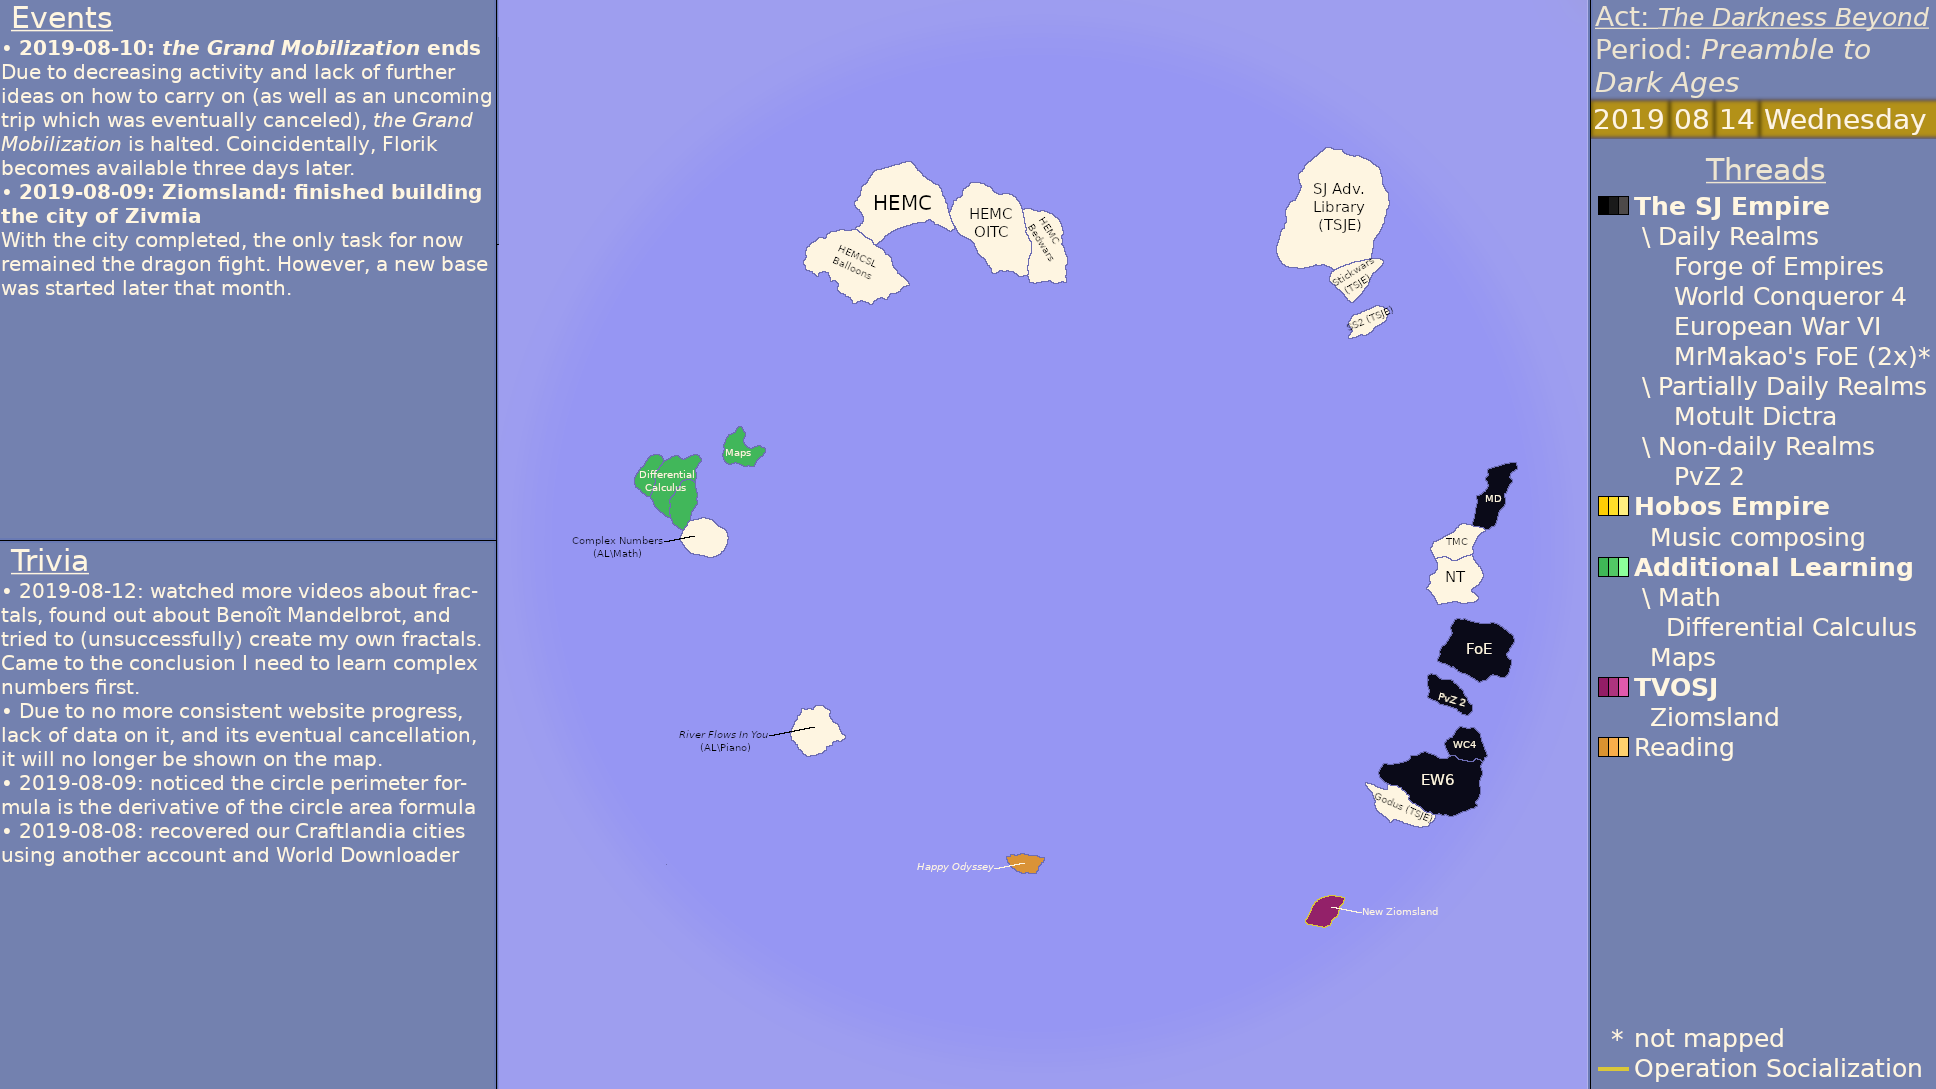 Events
• 2019-08-10: the Grand Mobilization ends
Due to decreasing activity and lack of further
ideas on how to carry on (as well as an uncoming
trip which was eventually canceled), the Grand
Mobilization is halted. Coincidentally, Florik
becomes available three days later.
• 2019-08-09: Ziomsland: finished building
the city of Zivmia
With the city completed, the only task for now
remained the dragon fight. However, a new base
was started later that month.
Trivia
• 2019-08-12: watched more videos about frac-
tals, found out about Benoît Mandelbrot, and
tried to (unsuccessfully) create my own fractals.
Came to the conclusion I need to learn complex
numbers first.
• Due to no more consistent website progress,
lack of data on it, and its eventual cancellation,
it will no longer be shown on the map.
• 2019-08-09: noticed the circle perimeter for-
mula is the derivative of the circle area formula
• 2019-08-08: recovered our Craftlandia cities
using another account and World Downloader
HEMC
HEMCSL
Balloons
HEMC
OITC
HEMC
Bedwars
SJ Adv.
Library
(TSJE)
Stickwars
(TSJE)
SS2 (TSJE)
Maps
Differential
Calculus
Complex Numbers
(AL\Math)
MD
TMC
NT
FoE
PvZ 2
River Flows In You
(AL\Piano)
WC4
EW6
Godus (TSJE)
Happy Odyssey
New Ziomsland
Act: The Darkness Beyond
Period: Preamble to
Dark Ages
2019 08 14 Wednesday
Threads
The SJ Empire
\ Daily Realms
Forge of Empires
World Conqueror 4
European War VI
MrMakao's FoE (2x)*
\ Partially Daily Realms
Motult Dictra
\ Non-daily Realms
PvZ 2
Hobos Empire
Music composing
Additional Learning
\ Math
Differential Calculus
Maps
TVOSJ
Ziomsland
Reading
* not mapped
Operation Socialization